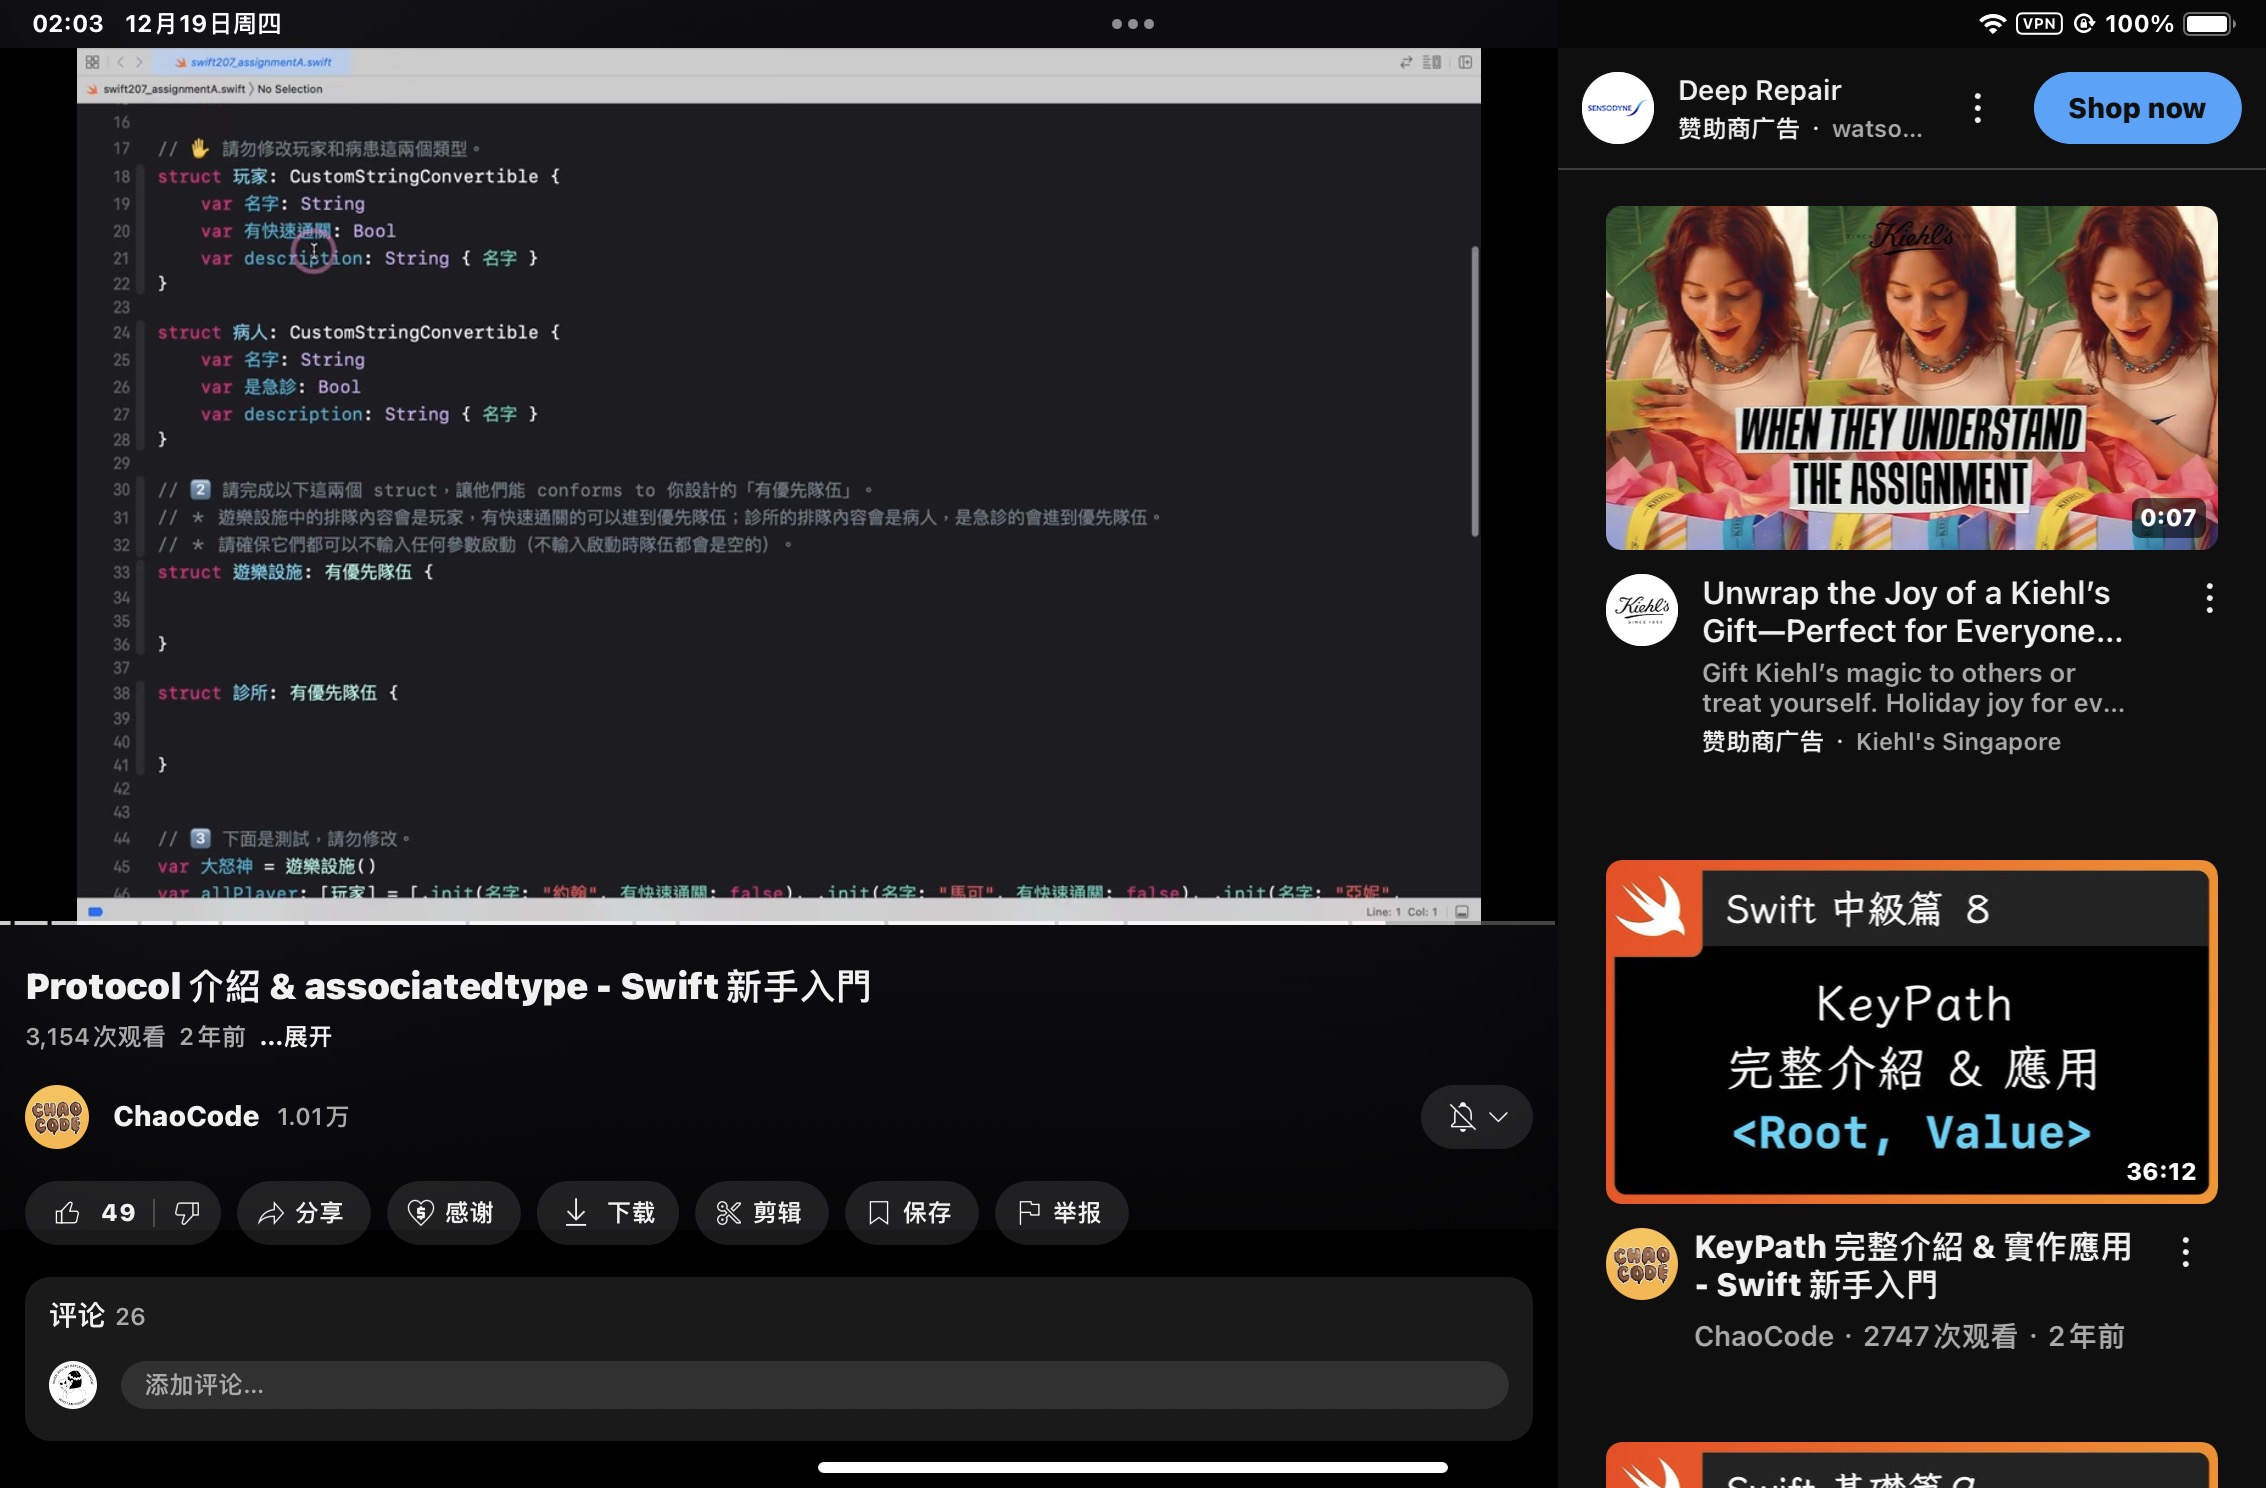 02:03 12月19日周四
VPN 100%
swift207_assignmentA.swift
swift207_assignmentA.swift 〉No Selection
16
17 // ✋ 請勿修改玩家和病患這兩個類型。
18 struct 玩家: CustomStringConvertible {
19 var 名字: String
20 var 有快速通關: Bool
21 var description: String { 名字 }
22 }
23
24 struct 病人: CustomStringConvertible {
25 var 名字: String
26 var 是急診: Bool
27 var description: String { 名字 }
28 }
29
30 // 2️⃣ 請完成以下這兩個 struct，讓他們能 conforms to 你設計的「有優先隊伍」。
31 // * 遊樂設施中的排隊內容會是玩家，有快速通關的可以進到優先隊伍；診所的排隊內容會是病人，是急診的會進到優先隊伍。
32 // * 請確保它們都可以不輸入任何參數啟動（不輸入啟動時隊伍都會是空的）。
33 struct 遊樂設施: 有優先隊伍 {
34
35
36 }
37
38 struct 診所: 有優先隊伍 {
39
40
41 }
42
43
44 // 3️⃣ 下面是測試，請勿修改。
45 var 大怒神 = 遊樂設施()
46 var allPlayer: [玩家] = [.init(名字: "約翰", 有快速通關: false), .init(名字: "馬可", 有快速通關: false), .init(名字: "亞妮",
Line: 1 Col: 1
Protocol 介紹 & associatedtype - Swift 新手入門
3,154次观看 2年前 ...展开
CHAO CODE
ChaoCode 1.01万
49 分享 感谢 下载 剪辑 保存 举报
评论 26
添加评论...
SENSODYNE
Deep Repair
赞助商广告 · watso...
Shop now
Kiehl's
WHEN THEY UNDERSTAND
THE ASSIGNMENT
0:07
Kiehl's
SINCE 1851
Unwrap the Joy of a Kiehl’s
Gift—Perfect for Everyone...
Gift Kiehl’s magic to others or
treat yourself. Holiday joy for ev...
赞助商广告 · Kiehl's Singapore
Swift 中級篇 8
KeyPath
完整介紹 & 應用
<Root, Value>
36:12
CHAO CODE
KeyPath 完整介紹 & 實作應用
- Swift 新手入門
ChaoCode · 2747次观看 · 2年前
Swift 基礎篇 9